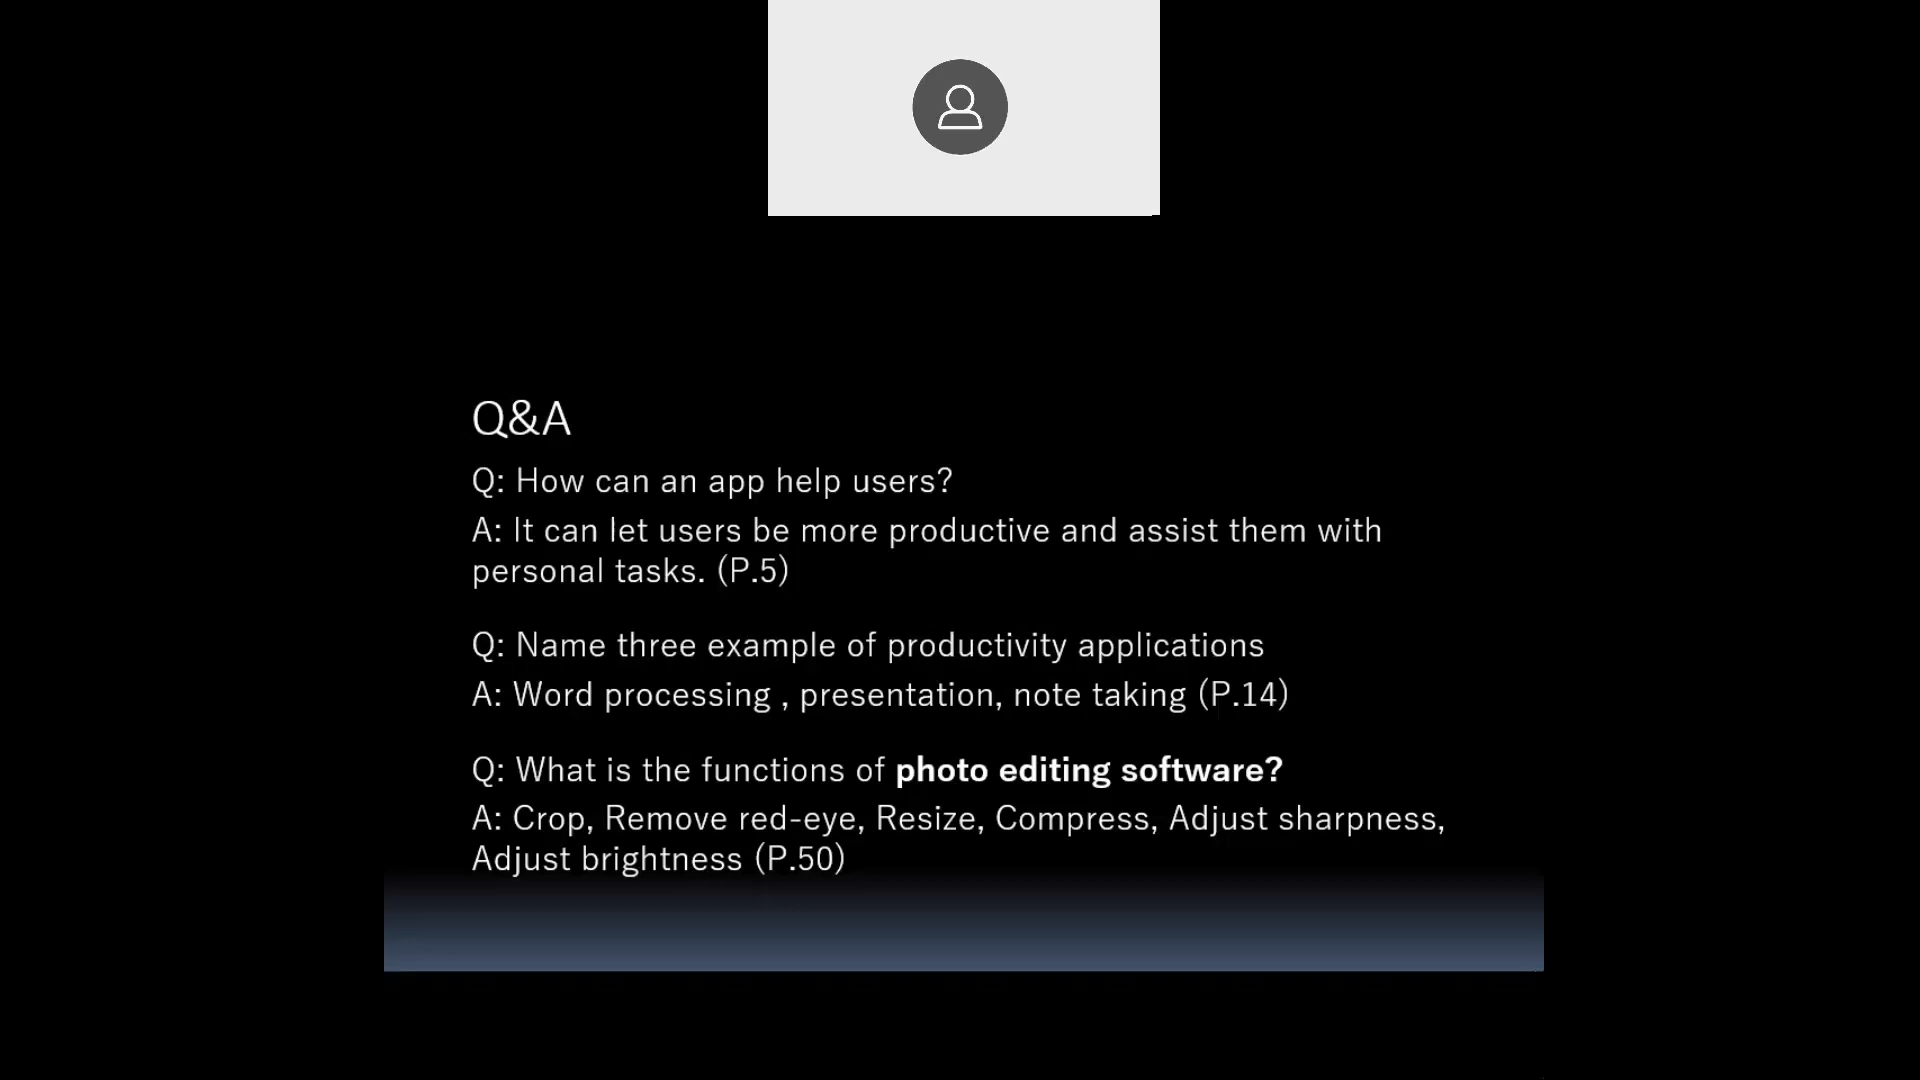 Q&A
Q: How can an app help users?
A: It can let users be more productive and assist them with
personal tasks. (P.5)
Q: Name three example of productivity applications
A: Word processing , presentation, note taking (P.14)
Q: What is the functions of photo editing software?
A: Crop, Remove red-eye, Resize, Compress, Adjust sharpness,
Adjust brightness (P.50)